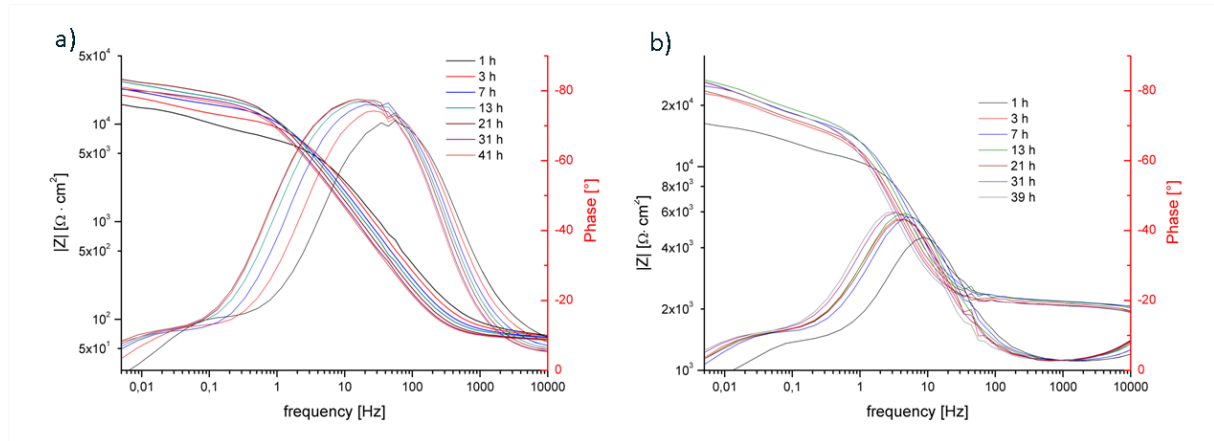 a)
5x10⁴
10⁴
5x10³
10³
5x10²
10²
5x10¹
|Z| [Ω · cm²]
0,01 0,1 1 10 100 1000 10000
frequency [Hz]
-80
-60
-40
-20
0
Phase [°]
1 h
3 h
7 h
13 h
21 h
31 h
41 h
b)
2x10⁴
10⁴
8x10³
6x10³
4x10³
2x10³
10³
|Z| [Ω· cm²]
0,01 0,1 1 10 100 1000 10000
frequency [Hz]
-80
-60
-40
-20
0
Phase [°]
1 h
3 h
7 h
13 h
21 h
31 h
39 h